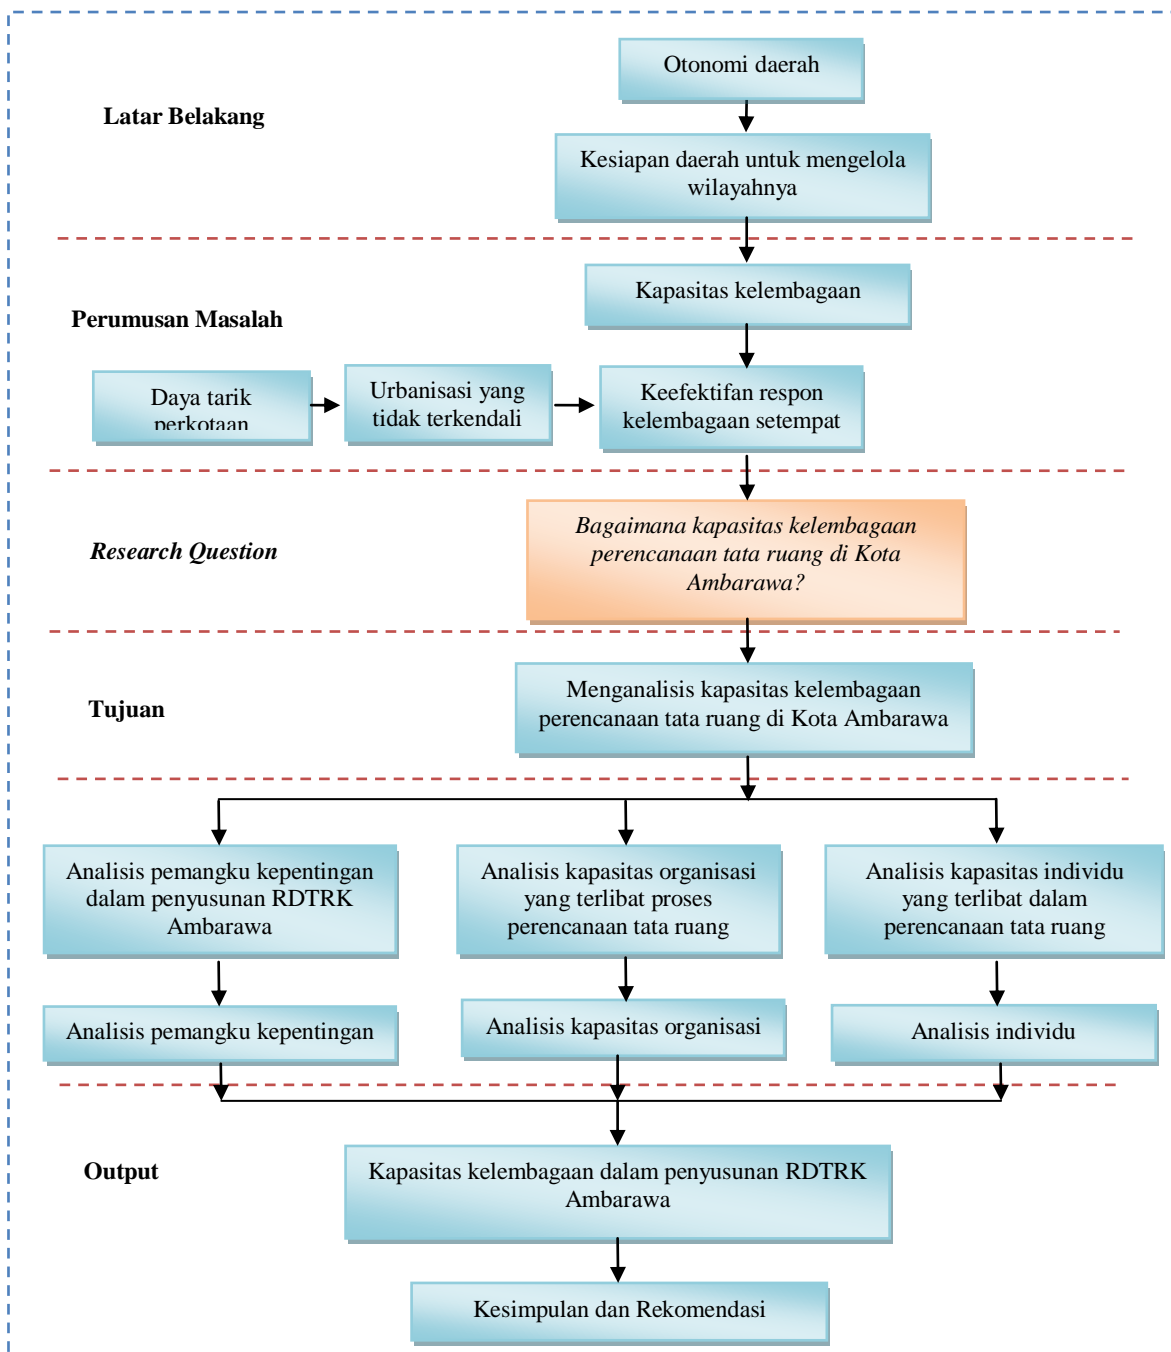 Otonomi daerah
Latar Belakang
Kesiapan daerah untuk mengelola
wilayahnya
Kapasitas kelembagaan
Perumusan Masalah
Daya tarik
perkotaan
Urbanisasi yang
tidak terkendali
Keefektifan respon
kelembagaan setempat
Research Question
Bagaimana kapasitas kelembagaan
perencanaan tata ruang di Kota
Ambarawa?
Tujuan
Menganalisis kapasitas kelembagaan
perencanaan tata ruang di Kota Ambarawa
Analisis pemangku kepentingan
dalam penyusunan RDTRK
Ambarawa
Analisis kapasitas organisasi
yang terlibat proses
perencanaan tata ruang
Analisis kapasitas individu
yang terlibat dalam
perencanaan tata ruang
Analisis pemangku kepentingan
Analisis kapasitas organisasi
Analisis individu
Output
Kapasitas kelembagaan dalam penyusunan RDTRK
Ambarawa
Kesimpulan dan Rekomendasi